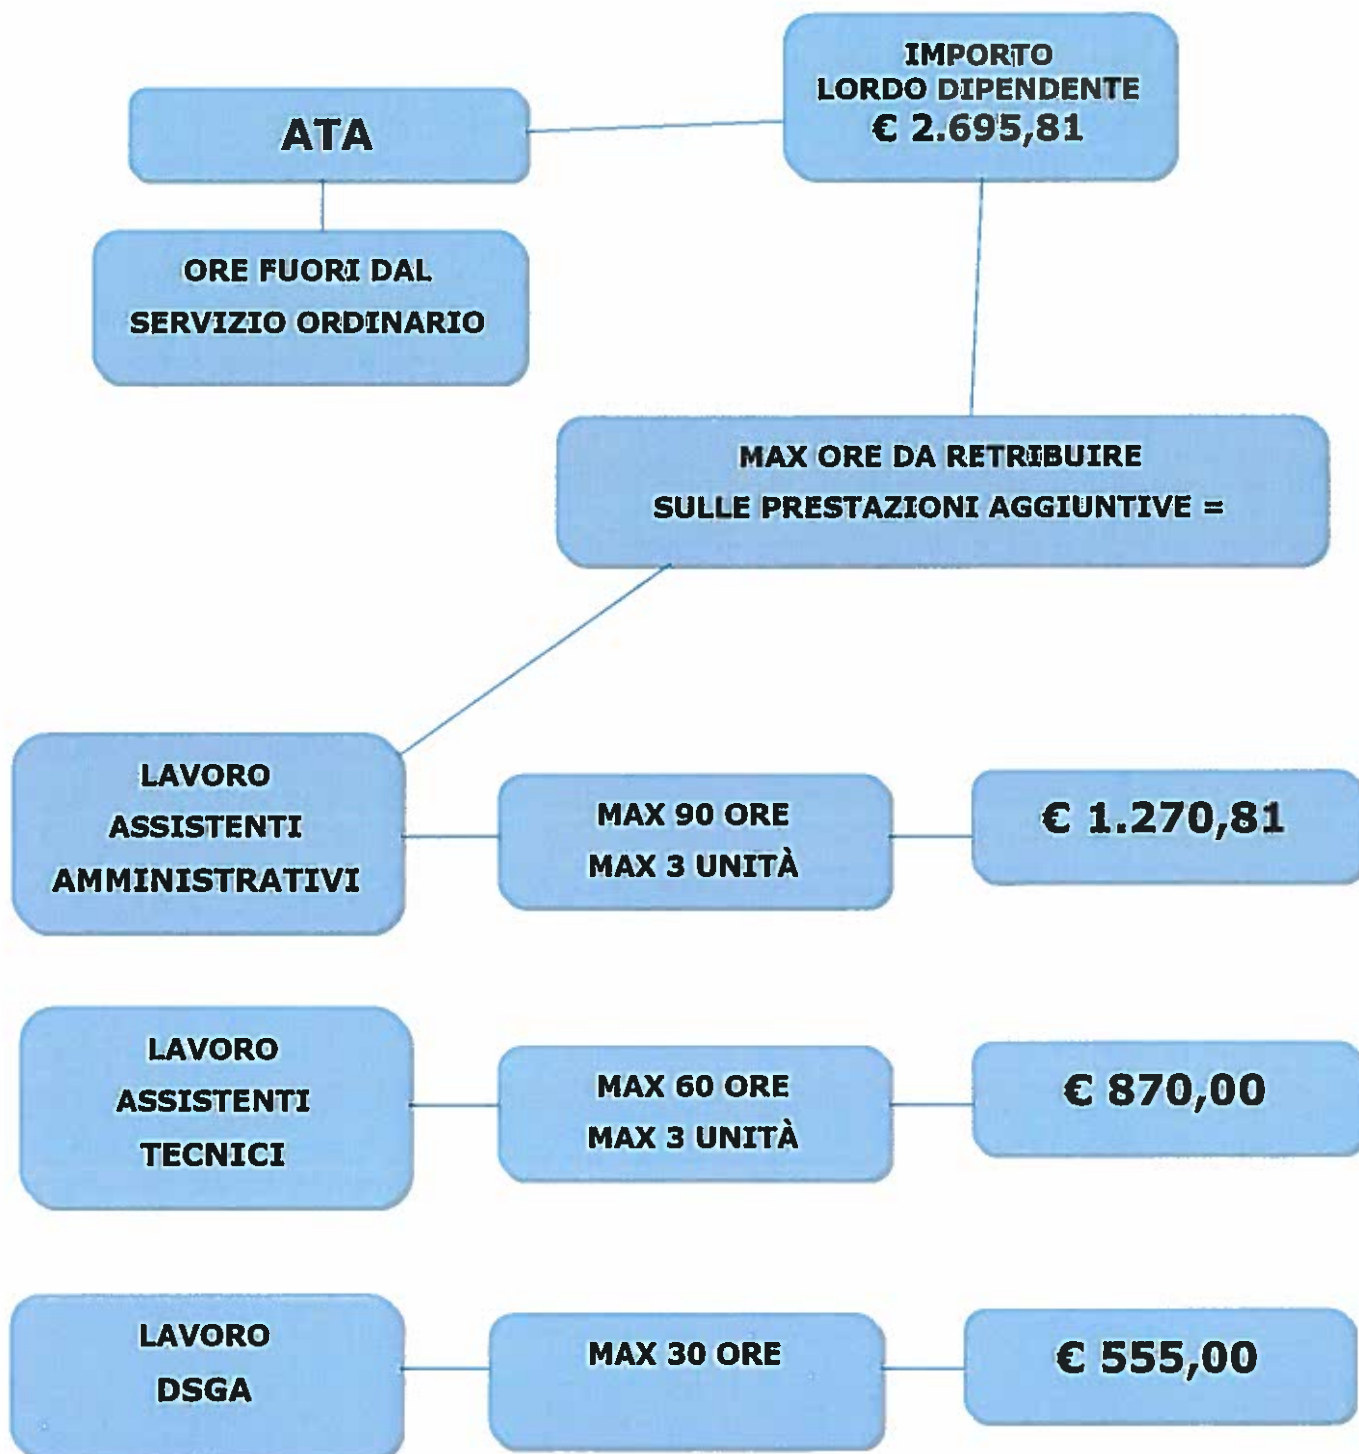 IMPORTO
LORDO DIPENDENTE
€ 2.695,81
ATA
ORE FUORI DAL
SERVIZIO ORDINARIO
MAX ORE DA RETRIBUIRE
SULLE PRESTAZIONI AGGIUNTIVE =
LAVORO
ASSISTENTI
AMMINISTRATIVI
MAX 90 ORE
MAX 3 UNITÀ
€ 1.270,81
LAVORO
ASSISTENTI
TECNICI
MAX 60 ORE
MAX 3 UNITÀ
€ 870,00
LAVORO
DSGA
MAX 30 ORE
€ 555,00